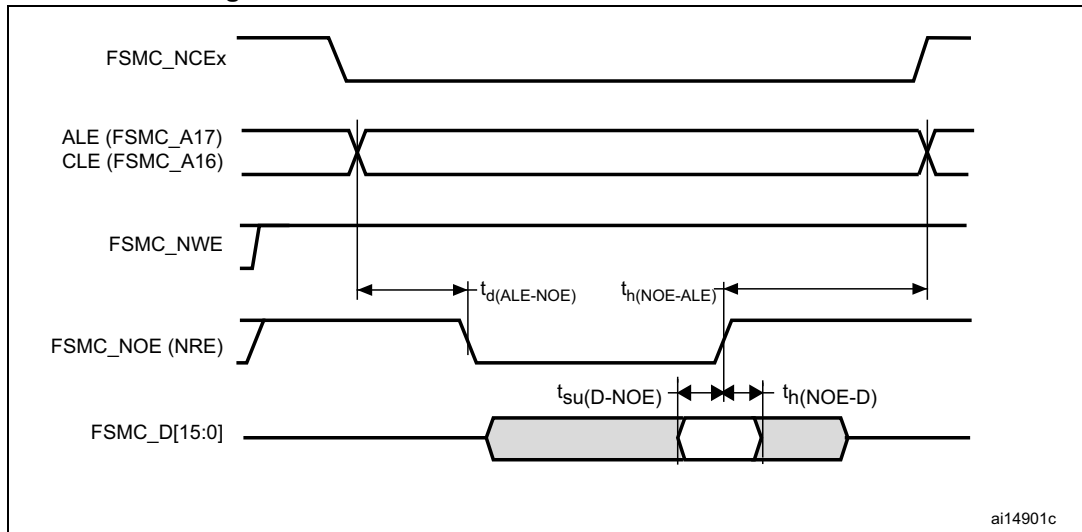 FSMC_NCEx
ALE (FSMC_A17)
CLE (FSMC_A16)
FSMC_NWE
td(ALE-NOE) th(NOE-ALE)
FSMC_NOE (NRE)
tsu(D-NOE) th(NOE-D)
FSMC_D[15:0]
ai14901c